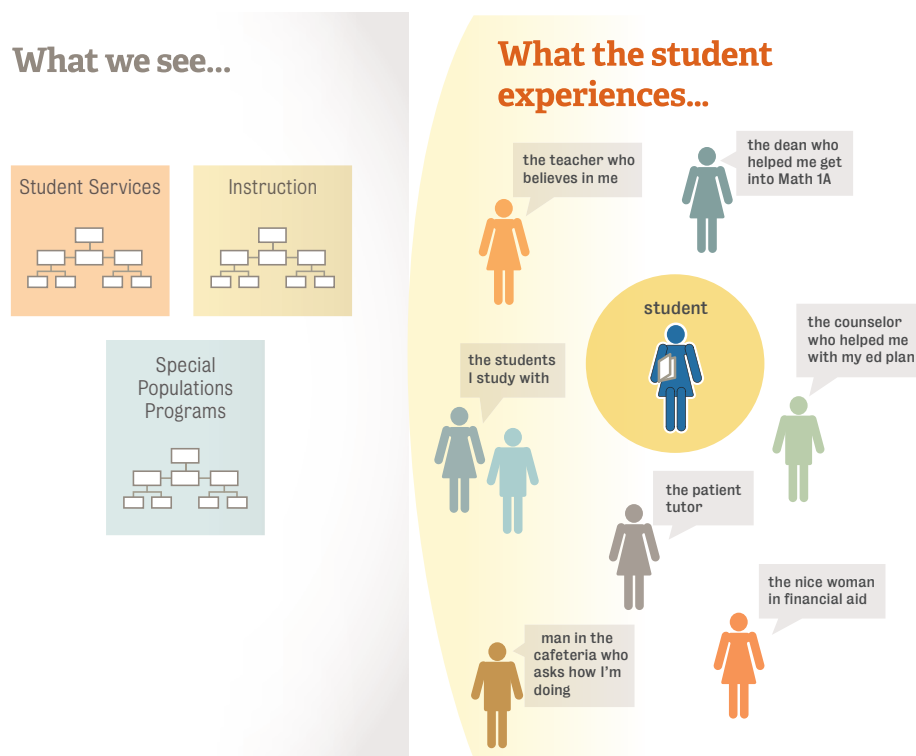 What we see...
Student Services
Instruction
Special
Populations
Programs
What the student
experiences...
the teacher who
believes in me
the dean who
helped me get
into Math 1A
student
the counselor
who helped me
with my ed plan
the students
I study with
the patient
tutor
the nice woman
in financial aid
man in the
cafeteria who
asks how I'm
doing